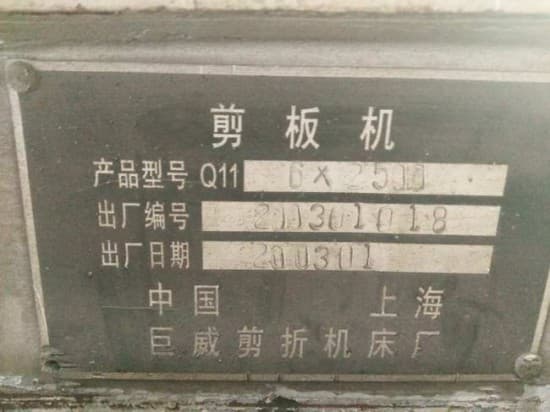 剪板机
产品型号 Q11 6×2500
出厂编号 200301018
出厂日期 200301
中国 上海
巨威剪折机床厂